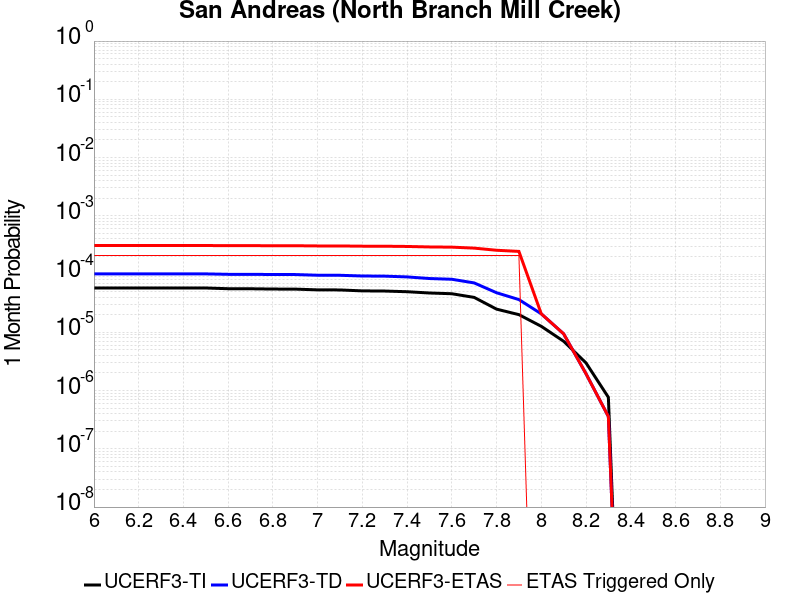 San Andreas (North Branch Mill Creek)
10 0
10 -1
10 -2
10 -3
10 -4
10 -5
10 -6
10 -7
10 -8
1 Month Probability
6 6.2 6.4 6.6 6.8 7 7.2 7.4 7.6 7.8 8 8.2 8.4 8.6 8.8 9
Magnitude
UCERF3-TI UCERF3-TD UCERF3-ETAS ETAS Triggered Only